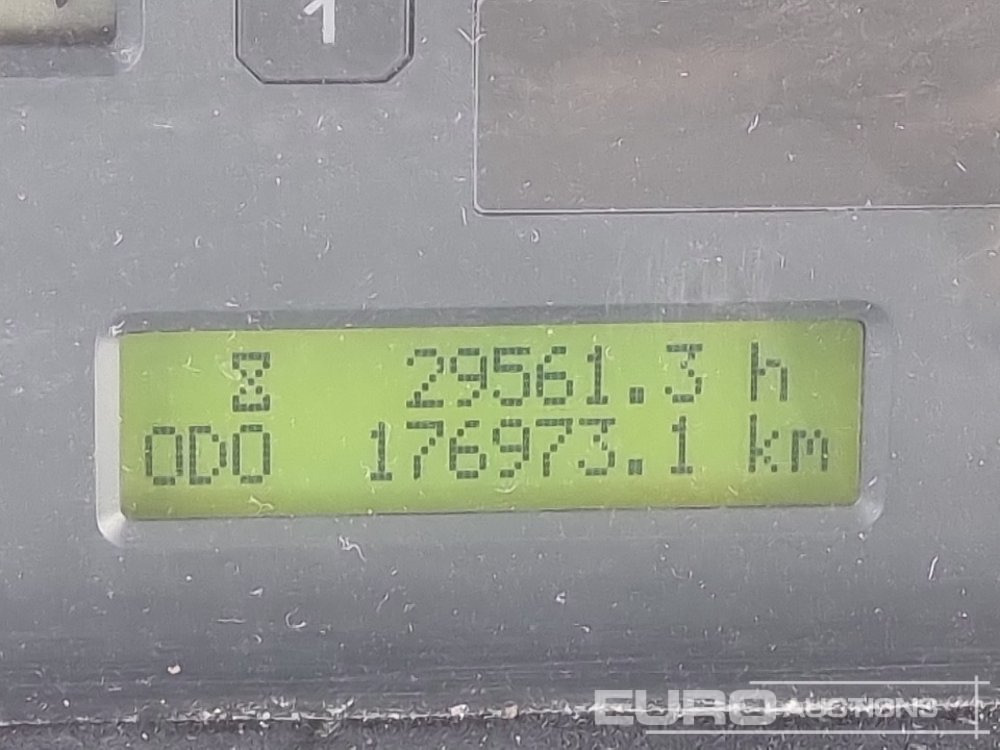 1
29561.3 h
ODO 176973.1 km
EURO AUCTIONS